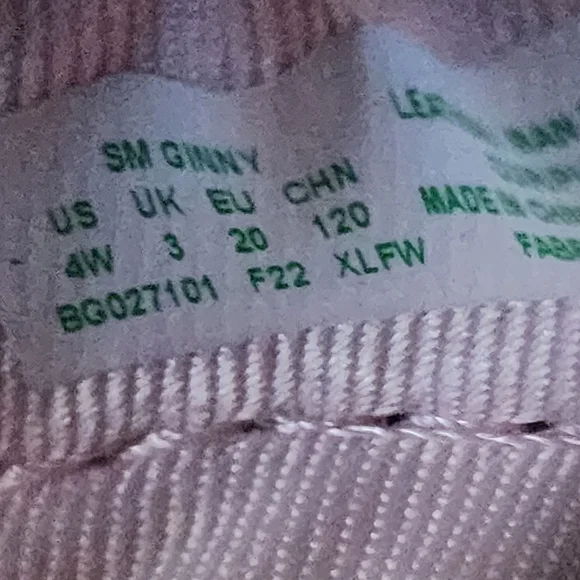 SM GINNY
US UK EU CHN
4W 3 20 120
BG027101 F22 XLFW
MADE IN